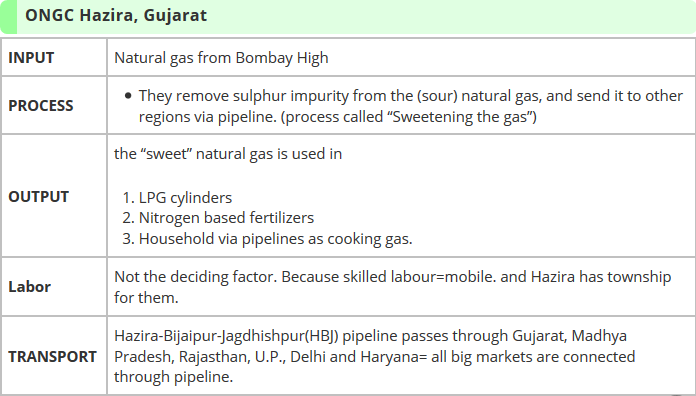 ONGC Hazira, Gujarat
INPUT
Natural gas from Bombay High
PROCESS
• They remove sulphur impurity from the (sour) natural gas, and send it to other
regions via pipeline. (process called “Sweetening the gas”)
OUTPUT
the “sweet” natural gas is used in
1. LPG cylinders
2. Nitrogen based fertilizers
3. Household via pipelines as cooking gas.
Labor
Not the deciding factor. Because skilled labour=mobile. and Hazira has township
for them.
TRANSPORT
Hazira-Bijaipur-Jagdhishpur(HBJ) pipeline passes through Gujarat, Madhya
Pradesh, Rajasthan, U.P., Delhi and Haryana= all big markets are connected
through pipeline.